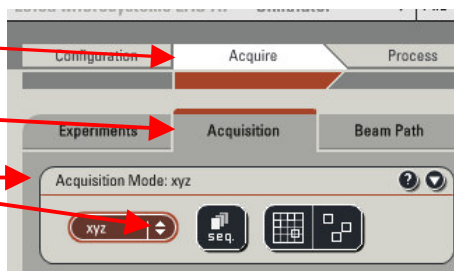 Configuration Acquire Process
Experiments Acquisition Beam Path
Acquisition Mode: xyz ?
xyz seq.